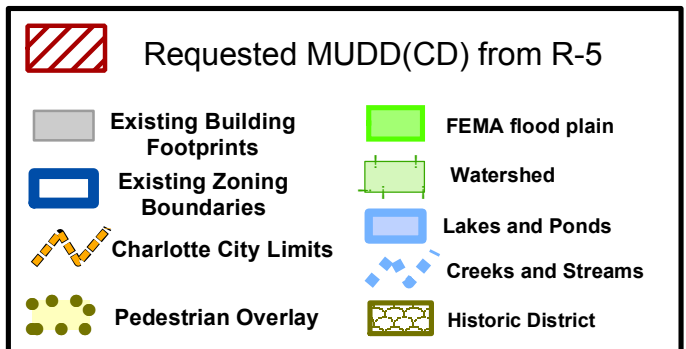 Requested MUDD(CD) from R-5
Existing Building
Footprints
Existing Zoning
Boundaries
Charlotte City Limits
Pedestrian Overlay
FEMA flood plain
Watershed
Lakes and Ponds
Creeks and Streams
Historic District